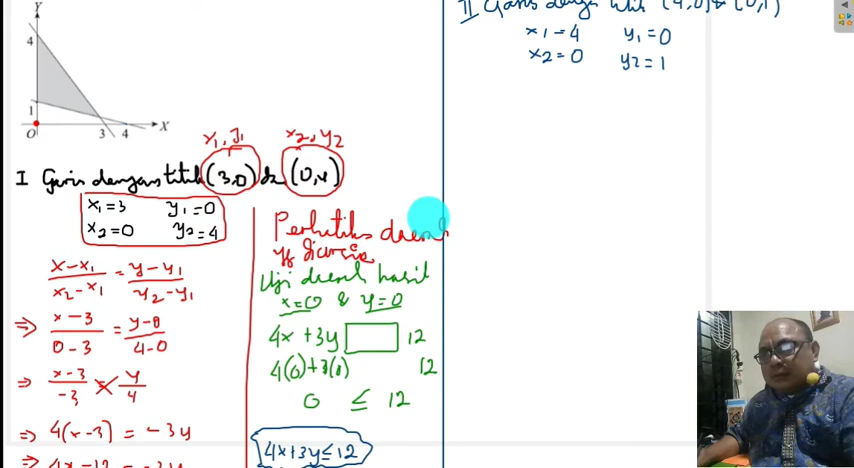 Y
4
1
O
3
4
X
x1, y1
x2, y2
I Garis dengan titik (3,0) dan (0,4)
x1=3 y1=0
x2=0 y2=4
x-x1 / x2-x1 = y-y1 / y2-y1
⇒ x-3 / 0-3 = y-0 / 4-0
⇒ x-3 / -3 = y / 4
⇒ 4(x-3) = -3y
⇒ 4x-12 = -3y
Perhatikan daerah
yg diarsir
Uji daerah hasil
x=0 & y=0
4x+3y 12
4(0)+3(0) 12
0 ≤ 12
4x+3y≤12
II Garis dengan titik (4,0) & (0,1)
x1=4 y1=0
x2=0 y2=1